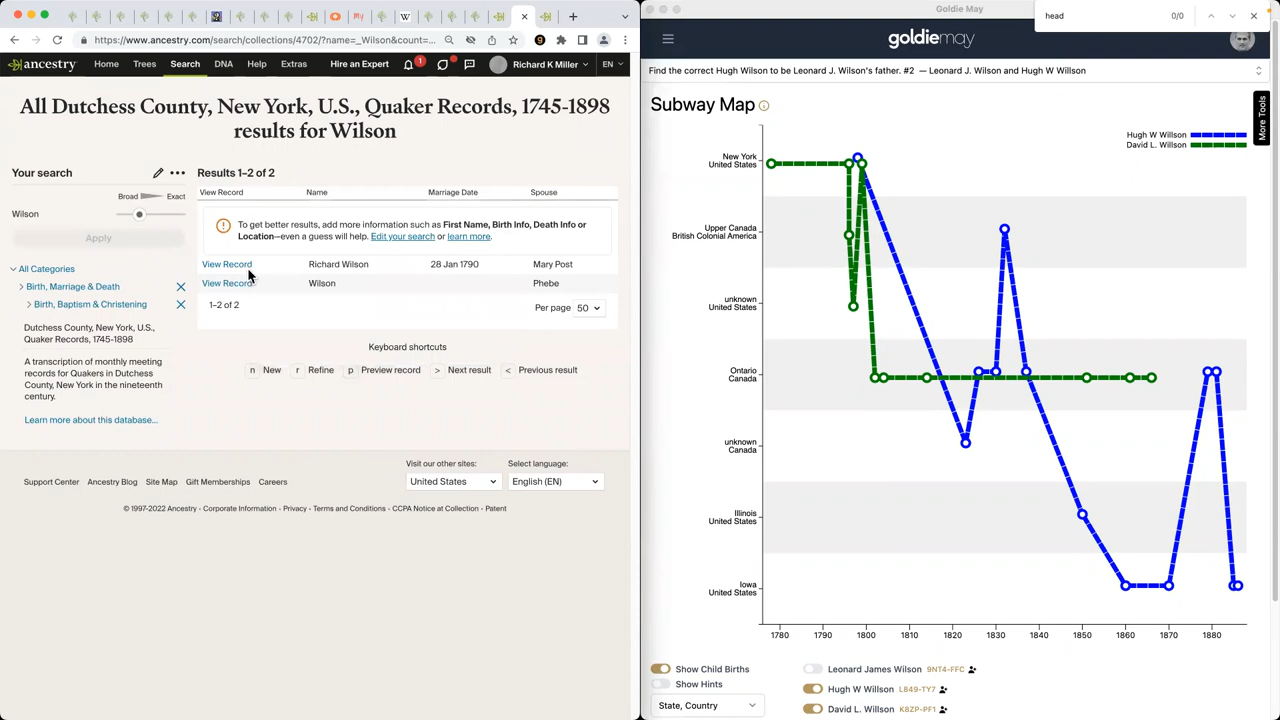 https://www.ancestry.com/search/collections/4702/?name=_Wilson&count=...
ancestry
Home Trees Search DNA Help Extras Hire an Expert 1 Richard K Miller EN
All Dutchess County, New York, U.S., Quaker Records, 1745-1898
results for Wilson
Your search
Broad Exact
Wilson
Apply
All Categories
Birth, Marriage & Death
Birth, Baptism & Christening
Dutchess County, New York, U.S.,
Quaker Records, 1745-1898
A transcription of monthly meeting
records for Quakers in Dutchess
County, New York in the nineteenth
century.
Learn more about this database...
Results 1–2 of 2
View Record Name Marriage Date Spouse
To get better results, add more information such as First Name, Birth Info, Death Info or
Location—even a guess will help. Edit your search or learn more.
View Record Richard Wilson 28 Jan 1790 Mary Post
View Record Wilson Phebe
1–2 of 2 Per page 50
Keyboard shortcuts
n New r Refine p Preview record > Next result < Previous result
Visit our other sites: Select language:
United States English (EN)
Support Center Ancestry Blog Site Map Gift Memberships Careers
© 1997-2022 Ancestry - Corporate Information - Privacy - Terms and Conditions - CCPA Notice at Collection - Patent
Goldie May
head 0/0
goldiemay
Find the correct Hugh Wilson to be Leonard J. Wilson's father. #2 — Leonard J. Wilson and Hugh W Willson
More Tools
Subway Map
Hugh W Willson
David L. Willson
New York
United States
Upper Canada
British Colonial America
unknown
United States
Ontario
Canada
unknown
Canada
Illinois
United States
Iowa
United States
1780 1790 1800 1810 1820 1830 1840 1850 1860 1870 1880
Show Child Births
Show Hints
State, Country
Leonard James Wilson 9NT4-FFC
Hugh W Willson L849-TY7
David L. Willson K8ZP-PF1